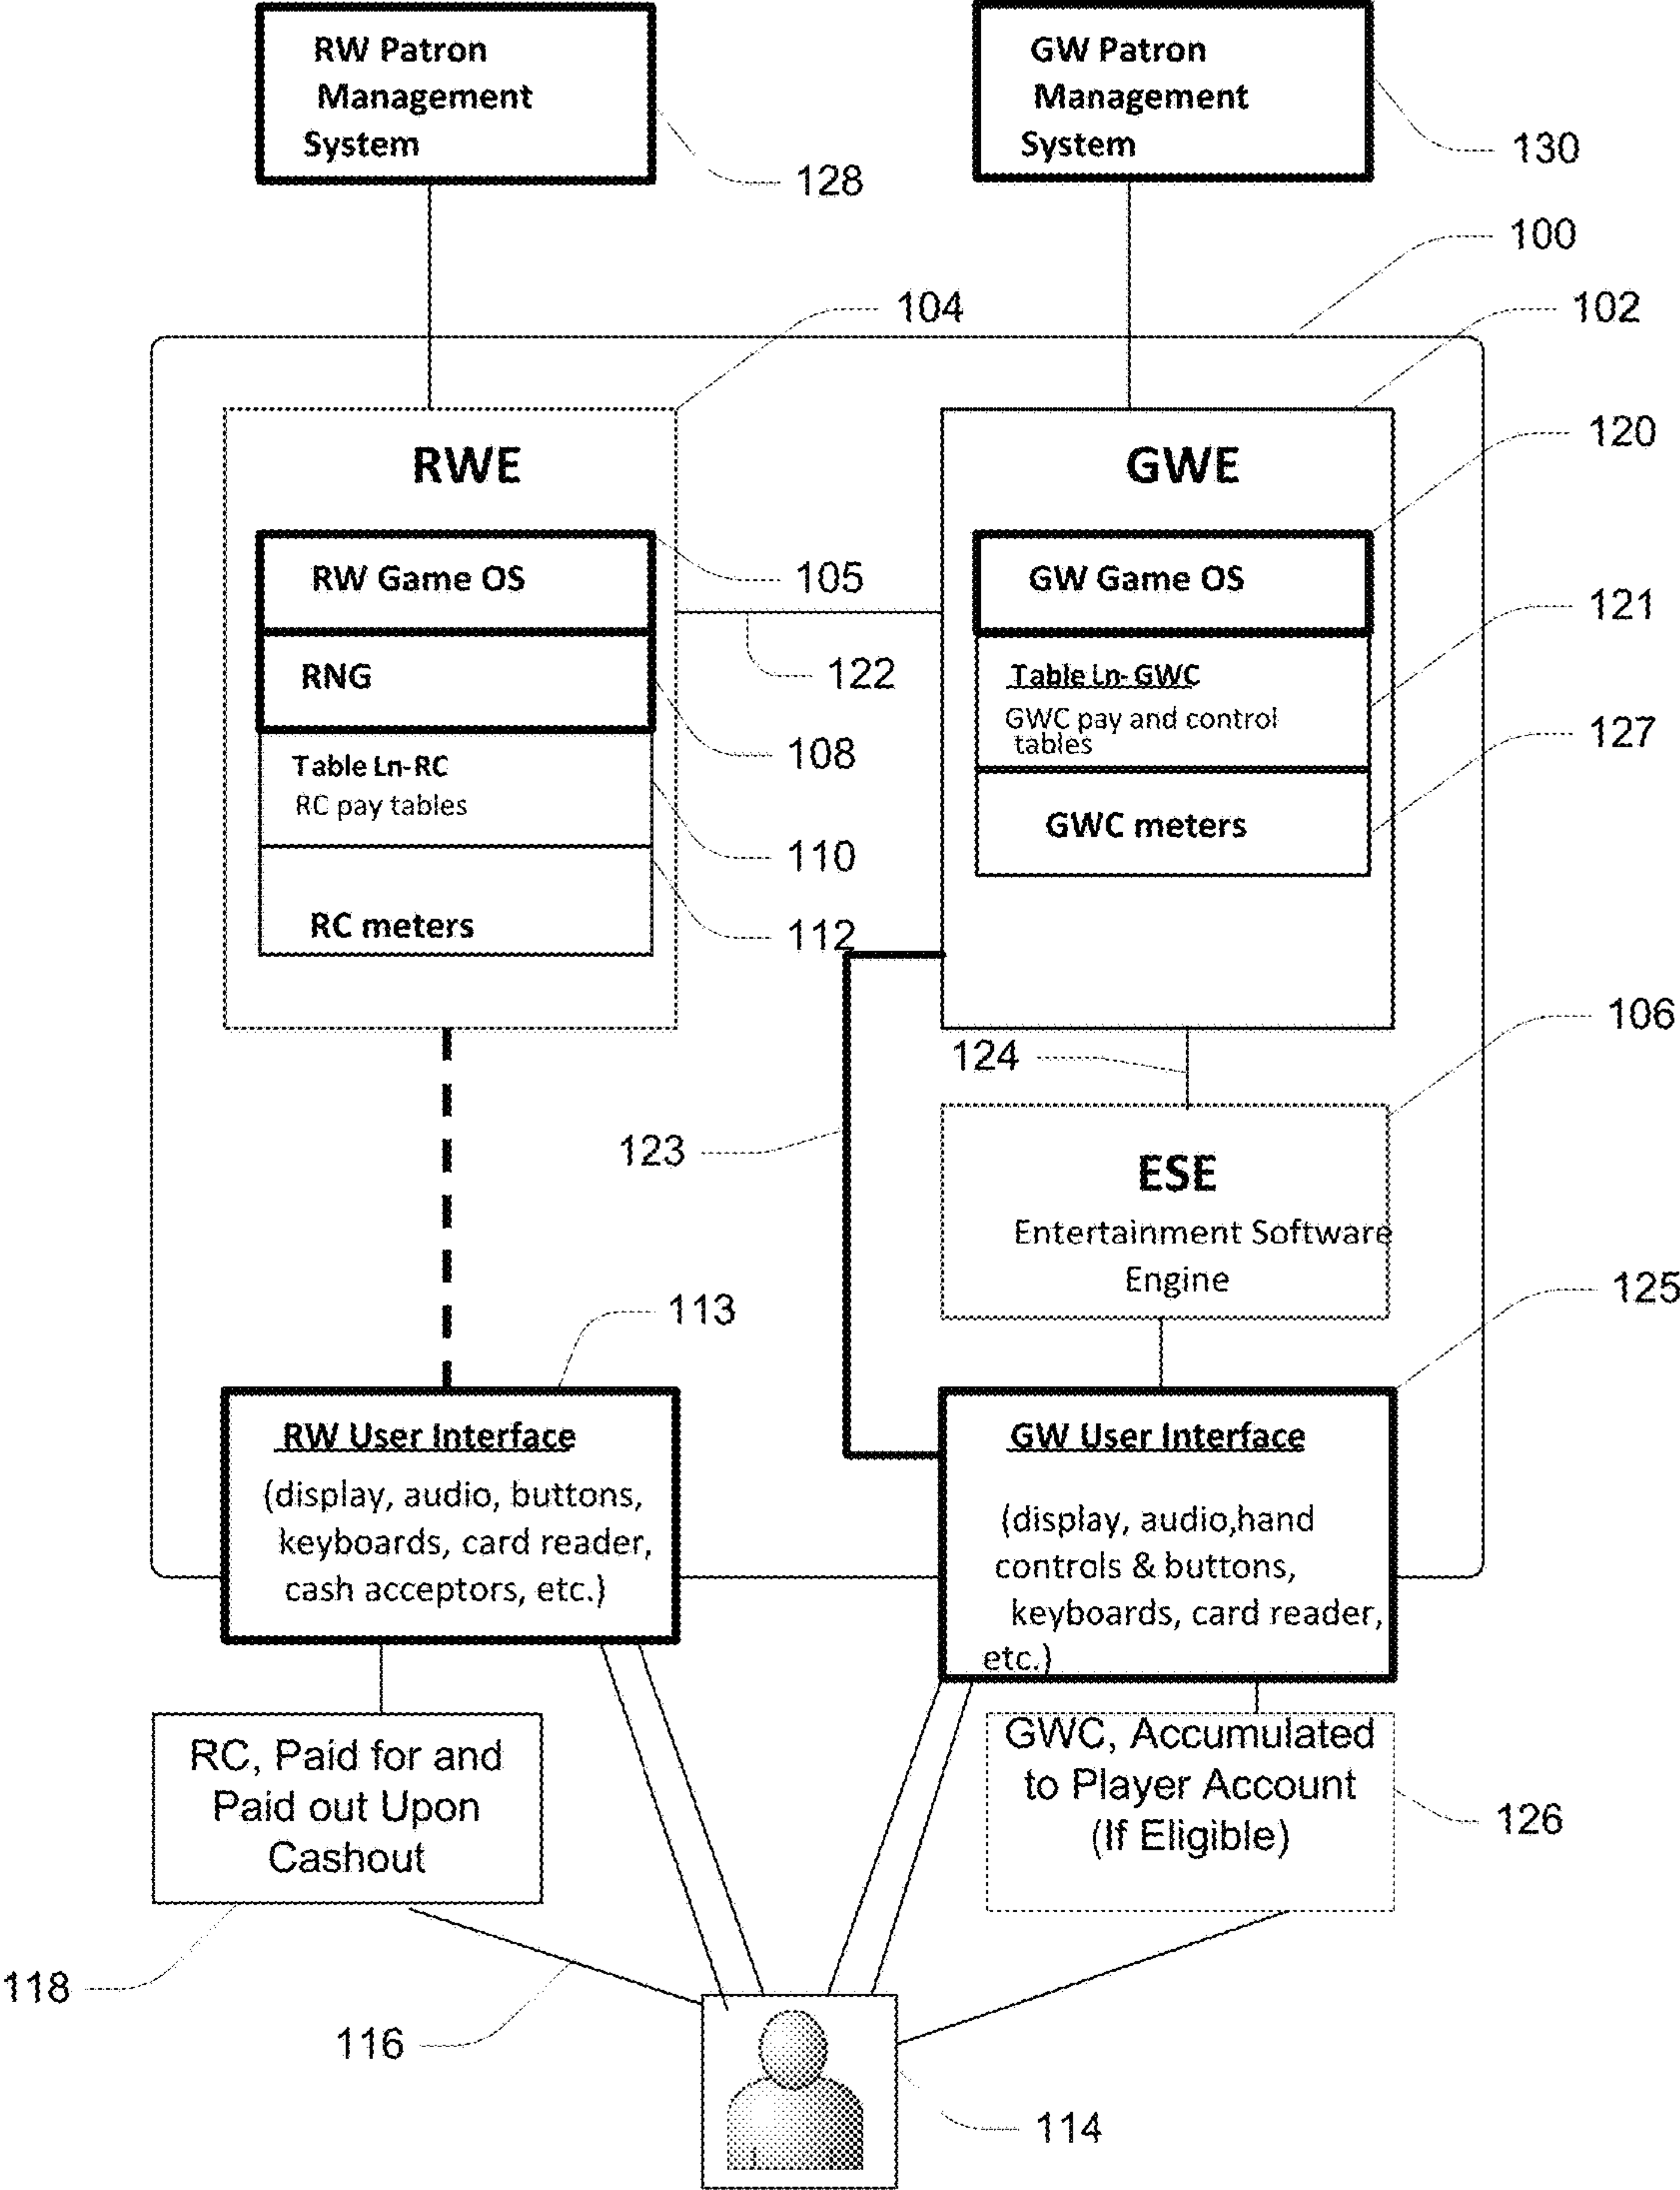 RW Patron
Management
System
128
GW Patron
Management
System
130
100
104
102
RWE
RW Game OS
105
RNG
108
Table Ln-RC
RC pay tables
110
RC meters
112
122
GWE
120
GW Game OS
121
Table Ln- GWC
GWC pay and control
tables
127
GWC meters
124
106
123
ESE
Entertainment Software
Engine
113
125
RW User Interface
(display, audio, buttons,
keyboards, card reader,
cash acceptors, etc.)
GW User Interface
(display, audio,hand
controls & buttons,
keyboards, card reader,
etc.)
RC, Paid for and
Paid out Upon
Cashout
GWC, Accumulated
to Player Account
(If Eligible)
126
118
116
114